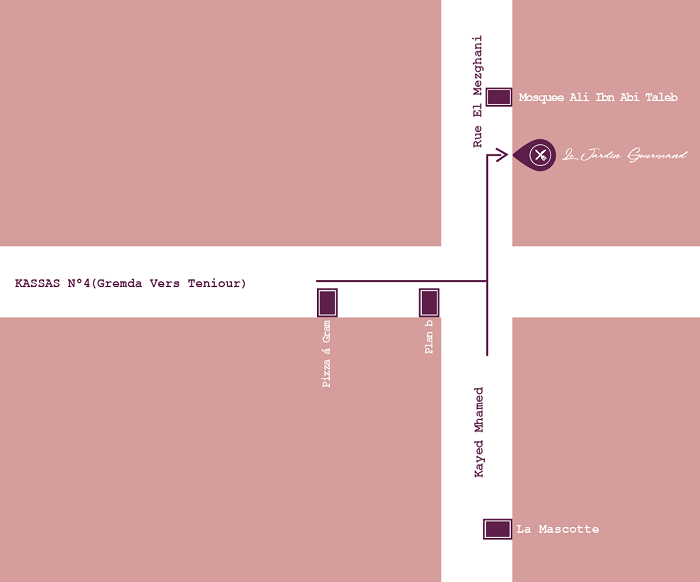 Rue El Mezghani
Mosquee Ali Ibn Abi Taleb
Le Jardin Gourmand
KASSAS N°4(Gremda Vers Teniour)
Pizza á Gram
Plan b
Kayed Mhamed
La Mascotte